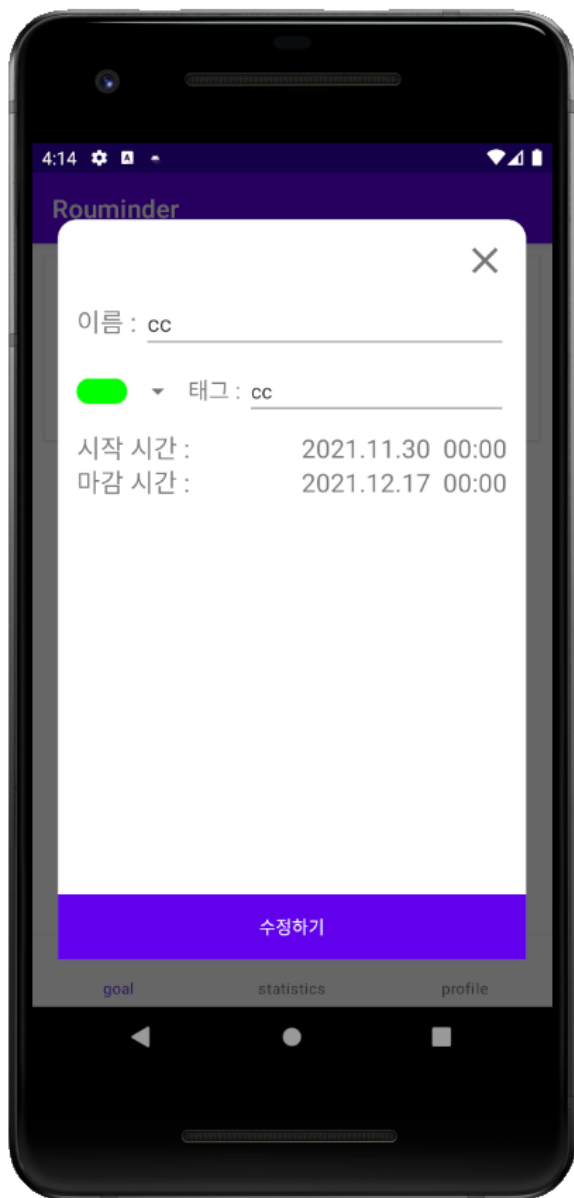 4:14
Rouminder
이름 : cc
태그 : cc
시작 시간 : 2021.11.30 00:00
마감 시간 : 2021.12.17 00:00
수정하기
goal statistics profile